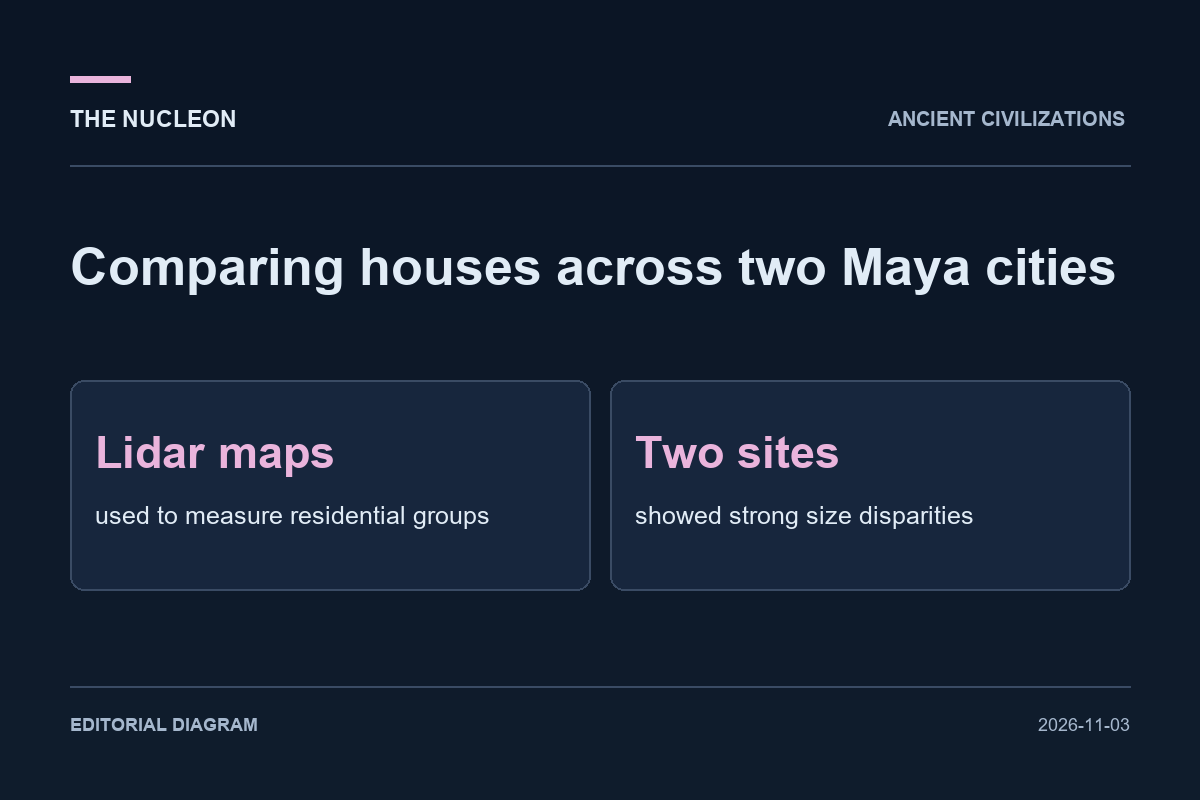 THE NUCLEON
ANCIENT CIVILIZATIONS
Comparing houses across two Maya cities
Lidar maps
used to measure residential groups
Two sites
showed strong size disparities
EDITORIAL DIAGRAM
2026-11-03